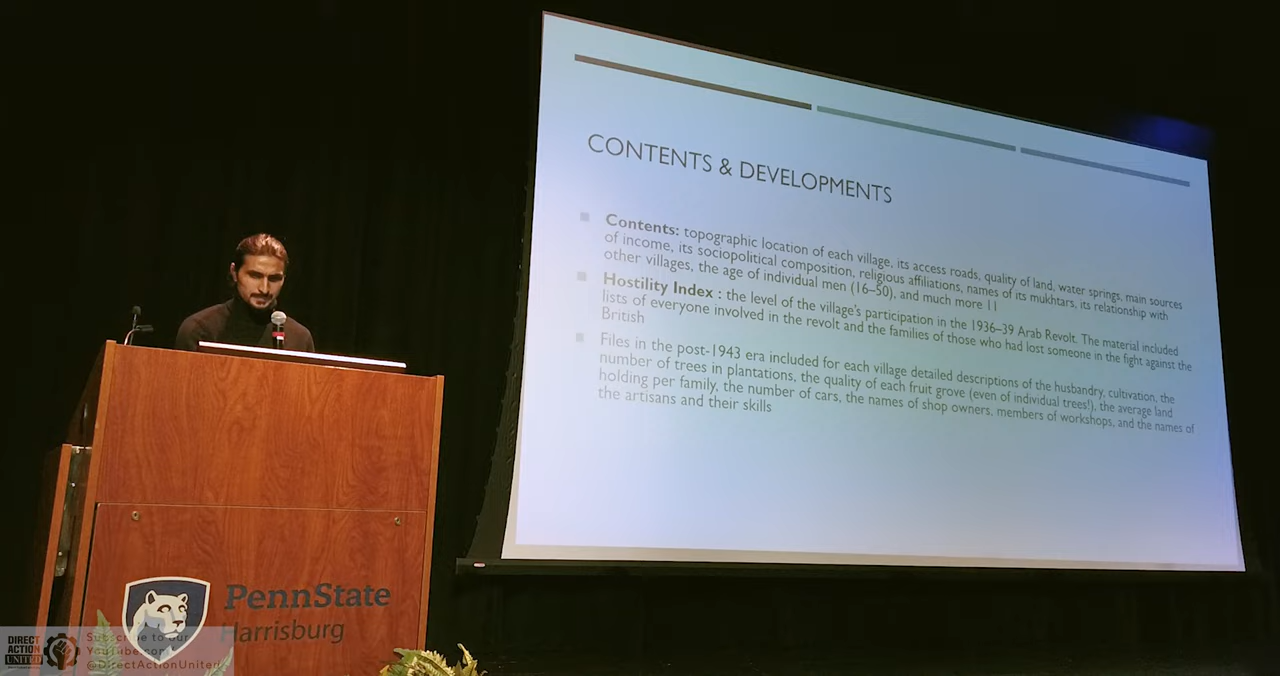 CONTENTS & DEVELOPMENTS
Contents: topographic location of each village, its access roads, quality of land, water springs, main sources
of income, its sociopolitical composition, religious affiliations, names of its mukhtars, its relationship with
other villages, the age of individual men (16–50), and much more 11
Hostility Index : the level of the village's participation in the 1936–39 Arab Revolt. The material included
lists of everyone involved in the revolt and the families of those who had lost someone in the fight against the
British
Files in the post-1943 era included for each village detailed descriptions of the husbandry, cultivation, the
number of trees in plantations, the quality of each fruit grove (even of individual trees!), the average land
holding per family, the number of cars, the names of shop owners, members of workshops, and the names of
the artisans and their skills
PennState
Harrisburg
DIRECT
ACTION
UNITED
Subscribe to our
YouTube.com
@DirectActionUnited